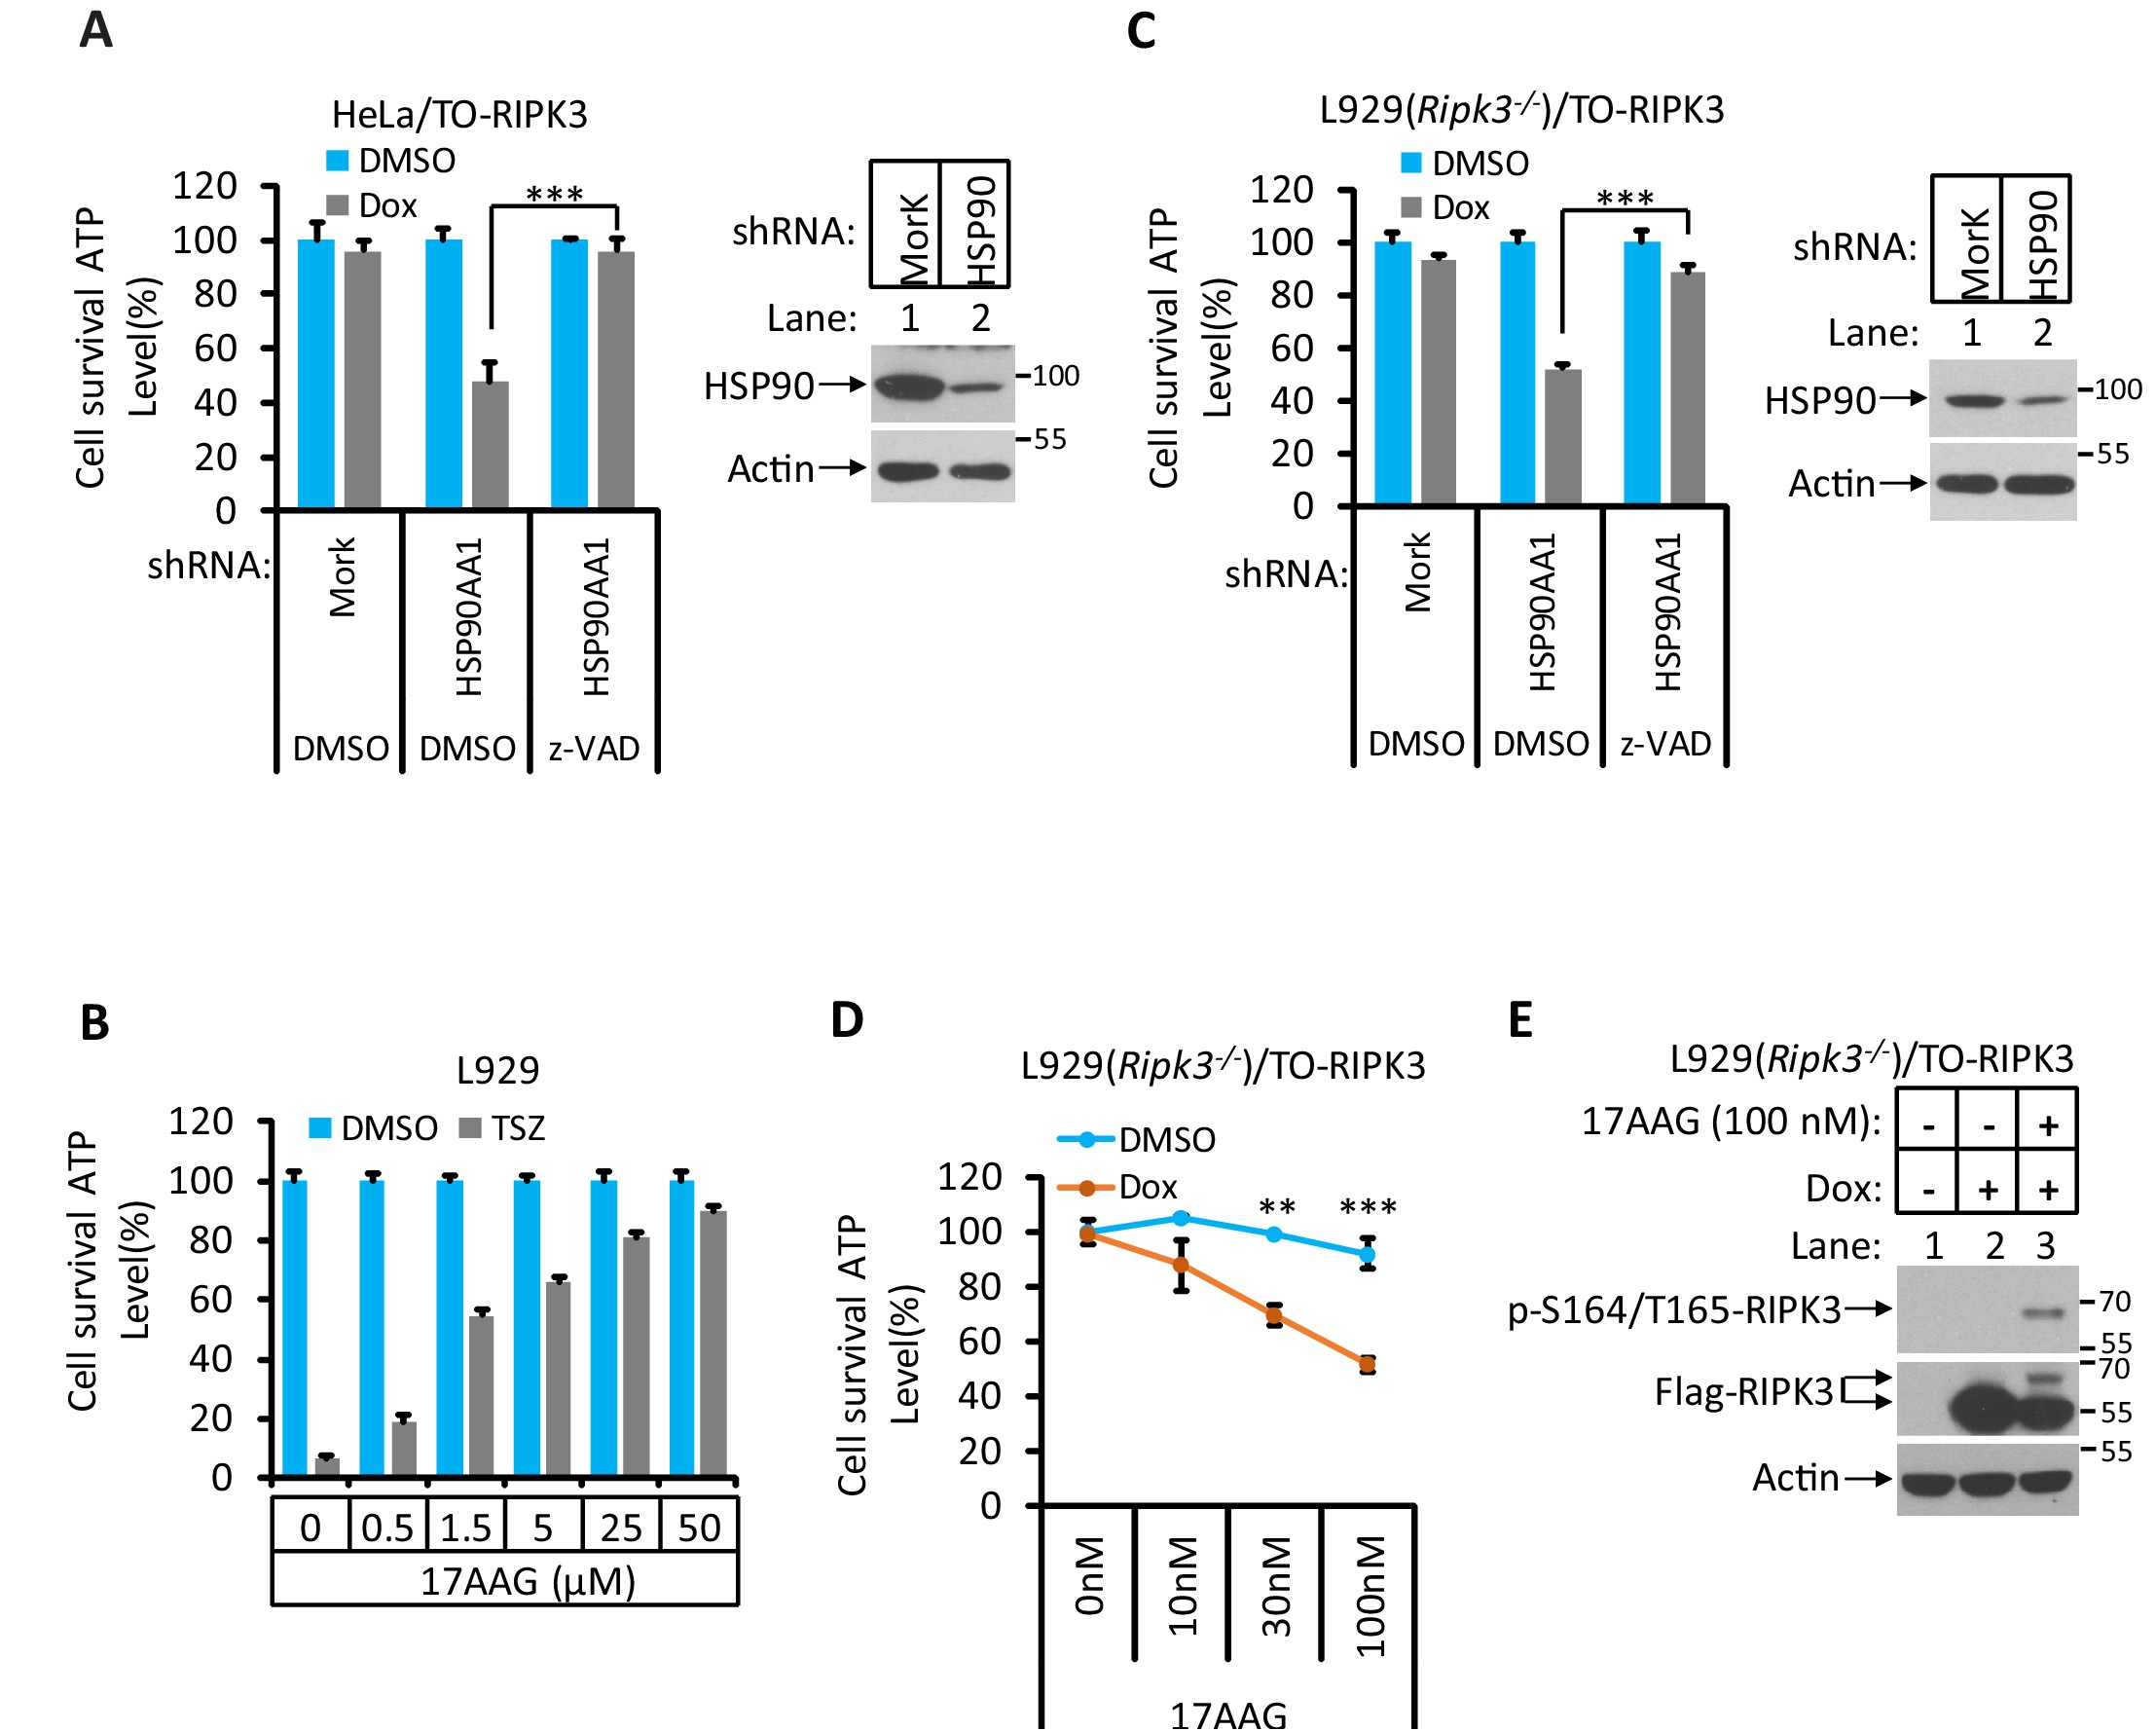 A
HeLa/TO-RIPK3
DMSO
Dox
***
Cell survival ATP
Level(%)
120
100
80
60
40
20
0
shRNA:
Mork
HSP90AA1
HSP90AA1
DMSO
DMSO
z-VAD
shRNA:
MorK
HSP90
Lane:
1
2
HSP90
100
55
Actin
C
L929(Ripk3-/-)/TO-RIPK3
DMSO
Dox
***
Cell survival ATP
Level(%)
120
100
80
60
40
20
0
shRNA:
Mork
HSP90AA1
HSP90AA1
DMSO
DMSO
z-VAD
shRNA:
MorK
HSP90
Lane:
1
2
HSP90
100
55
Actin
B
L929
DMSO
TSZ
Cell survival ATP
Level(%)
120
100
80
60
40
20
0
0
0.5
1.5
5
25
50
17AAG (µM)
D
L929(Ripk3-/-)/TO-RIPK3
DMSO
Dox
**
***
Cell survival ATP
Level(%)
120
100
80
60
40
20
0
0nM
10nM
30nM
100nM
17AAG
E
L929(Ripk3-/-)/TO-RIPK3
17AAG (100 nM):
-
-
+
Dox:
-
+
+
Lane:
1
2
3
p-S164/T165-RIPK3
70
55
70
Flag-RIPK3
55
55
Actin